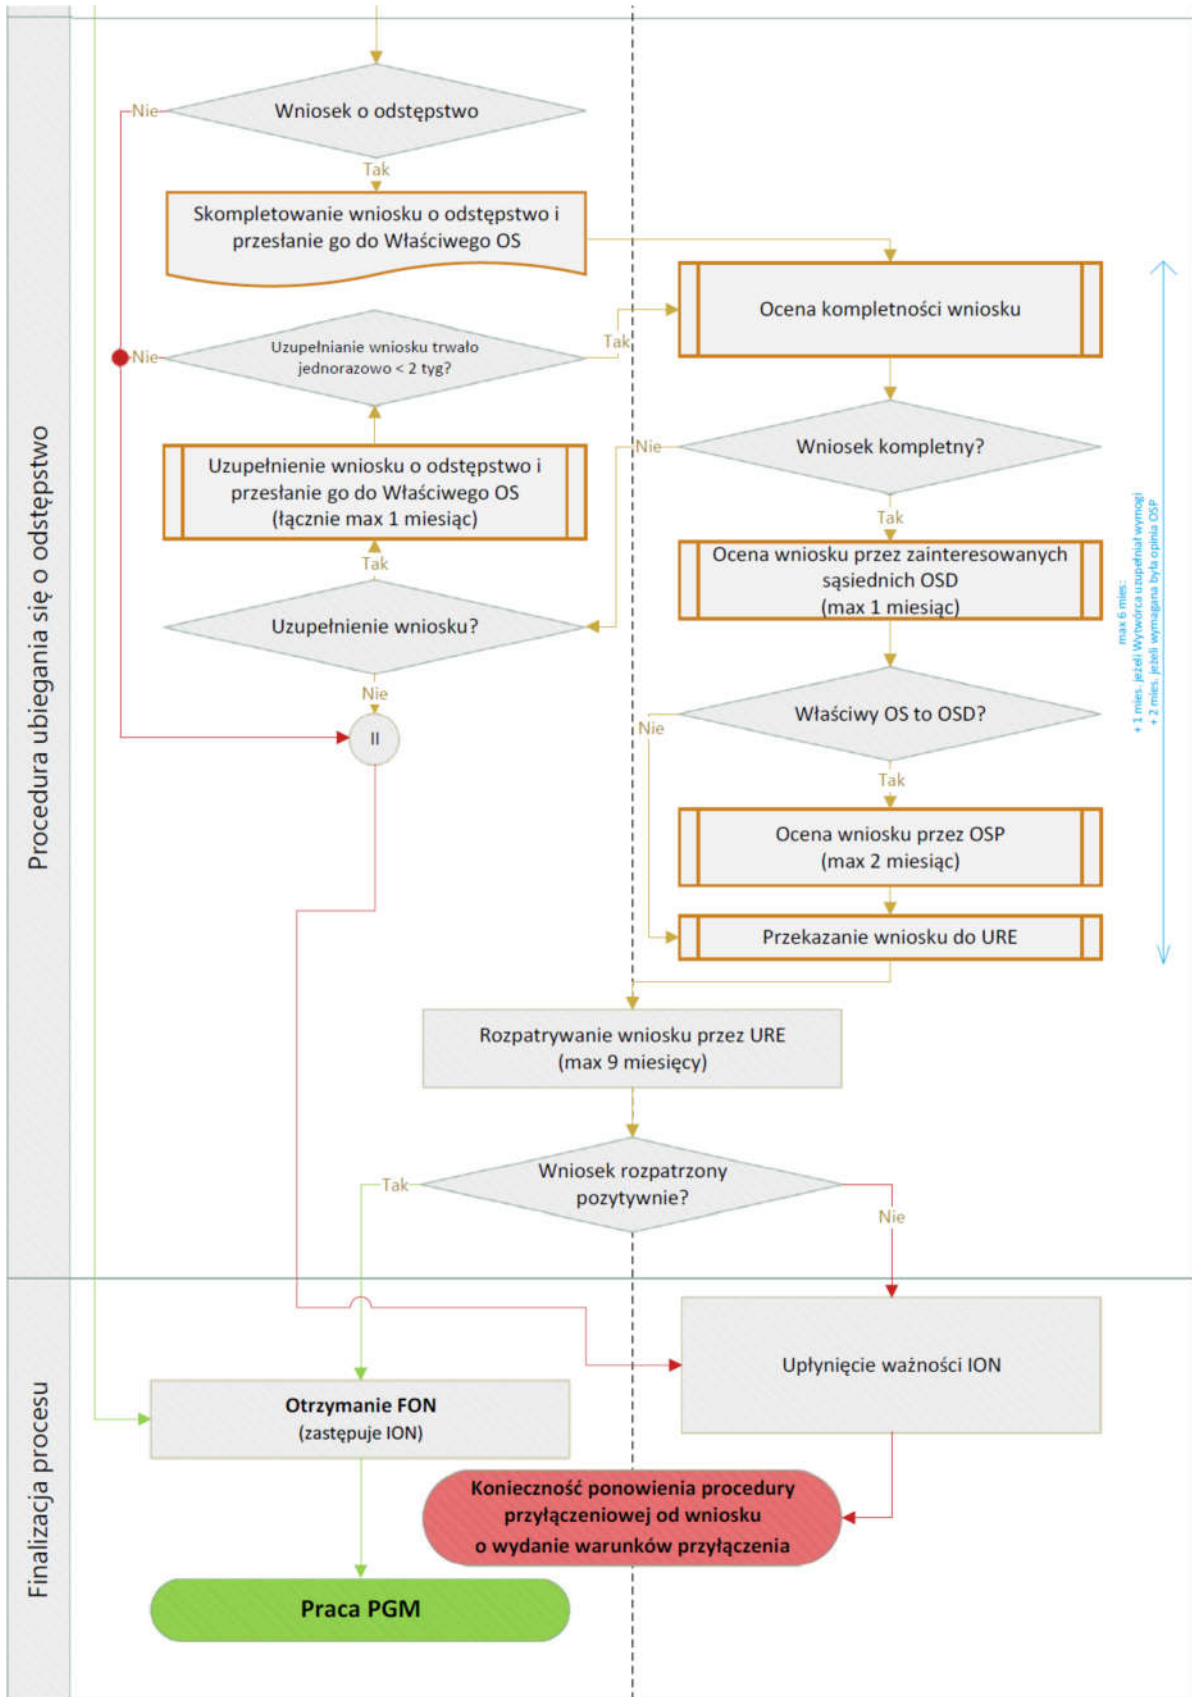 Procedura ubiegania się o odstępstwo
Wniosek o odstępstwo
Nie
Tak
Skompletowanie wniosku o odstępstwo i
przesłanie go do Właściwego OS
Ocena kompletności wniosku
Uzupełnianie wniosku trwało
jednorazowo < 2 tyg?
Nie
Tak
Wniosek kompletny?
Nie
Tak
Uzupełnienie wniosku o odstępstwo i
przesłanie go do Właściwego OS
(łącznie max 1 miesiąc)
Tak
Ocena wniosku przez zainteresowanych
sąsiednich OSD
(max 1 miesiąc)
Uzupełnienie wniosku?
Nie
II
Właściwy OS to OSD?
Nie
Tak
max 6 mies:
+ 1 mies. jeżeli Wytwórca uzupełniał wymogi
+ 2 mies. jeżeli wymagana była opinia OSP
Ocena wniosku przez OSP
(max 2 miesiąc)
Przekazanie wniosku do URE
Rozpatrywanie wniosku przez URE
(max 9 miesięcy)
Wniosek rozpatrzony
pozytywnie?
Tak
Nie
Finalizacja procesu
Upłynięcie ważności ION
Otrzymanie FON
(zastępuje ION)
Konieczność ponowienia procedury
przyłączeniowej od wniosku
o wydanie warunków przyłączenia
Praca PGM